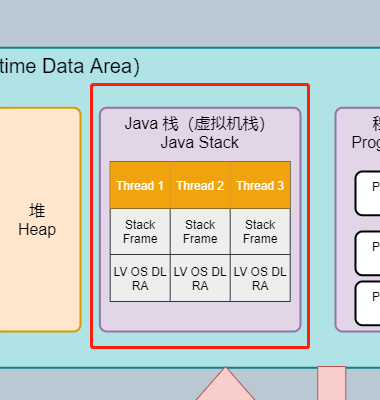 time Data Area）
堆
Heap
Java 栈（虚拟机栈）
Java Stack
Thread 1 Thread 2 Thread 3
Stack Frame Stack Frame Stack Frame
LV OS DL RA LV OS DL RA LV OS DL RA
程
Prog
P
P
P